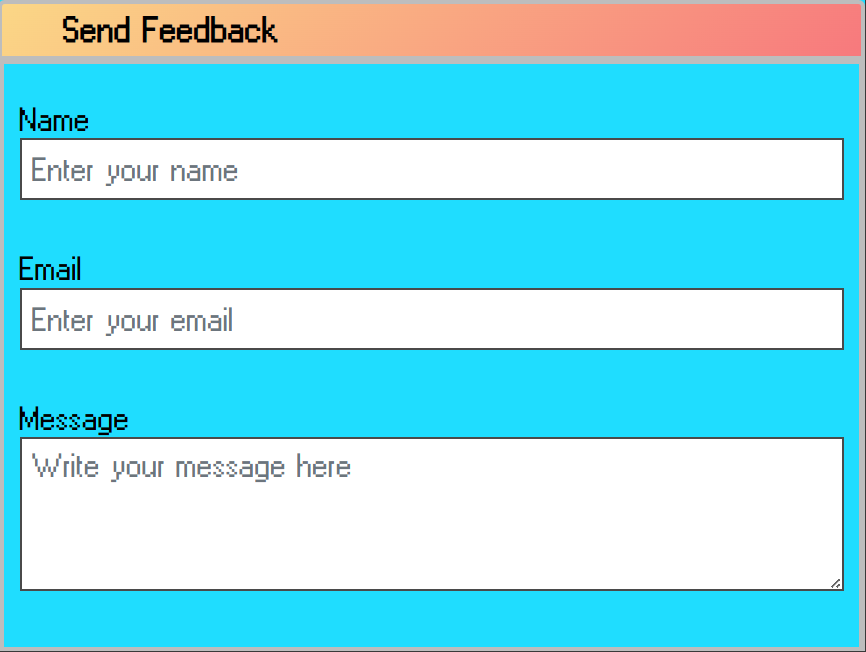 Send Feedback
Name
Enter your name
Email
Enter your email
Message
Write your message here